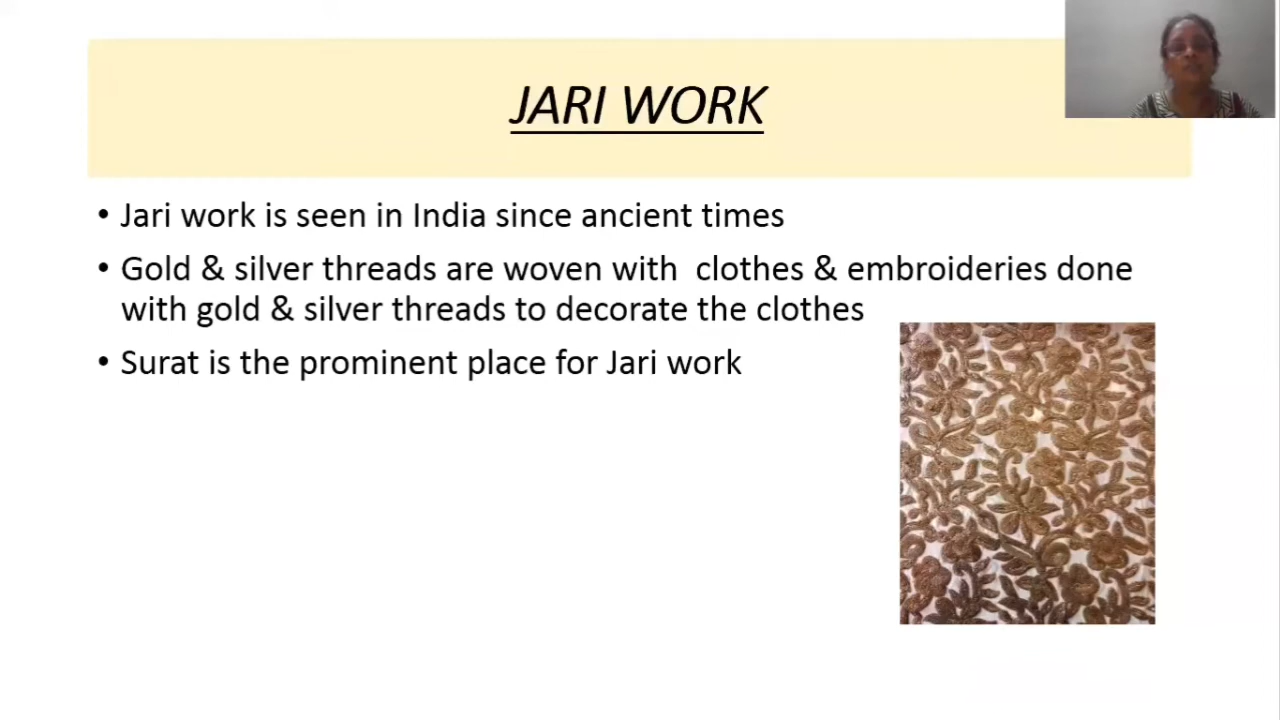 JARI WORK
• Jari work is seen in India since ancient times
• Gold & silver threads are woven with  clothes & embroideries done
with gold & silver threads to decorate the clothes
• Surat is the prominent place for Jari work